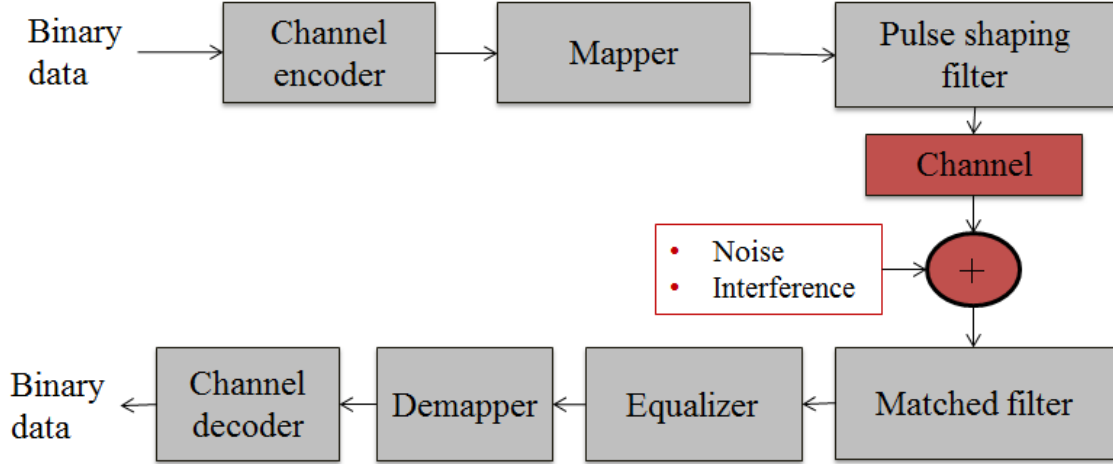 Binary
data
Channel
encoder
Mapper
Pulse shaping
filter
Channel
+
• Noise
• Interference
Matched filter
Equalizer
Demapper
Channel
decoder
Binary
data